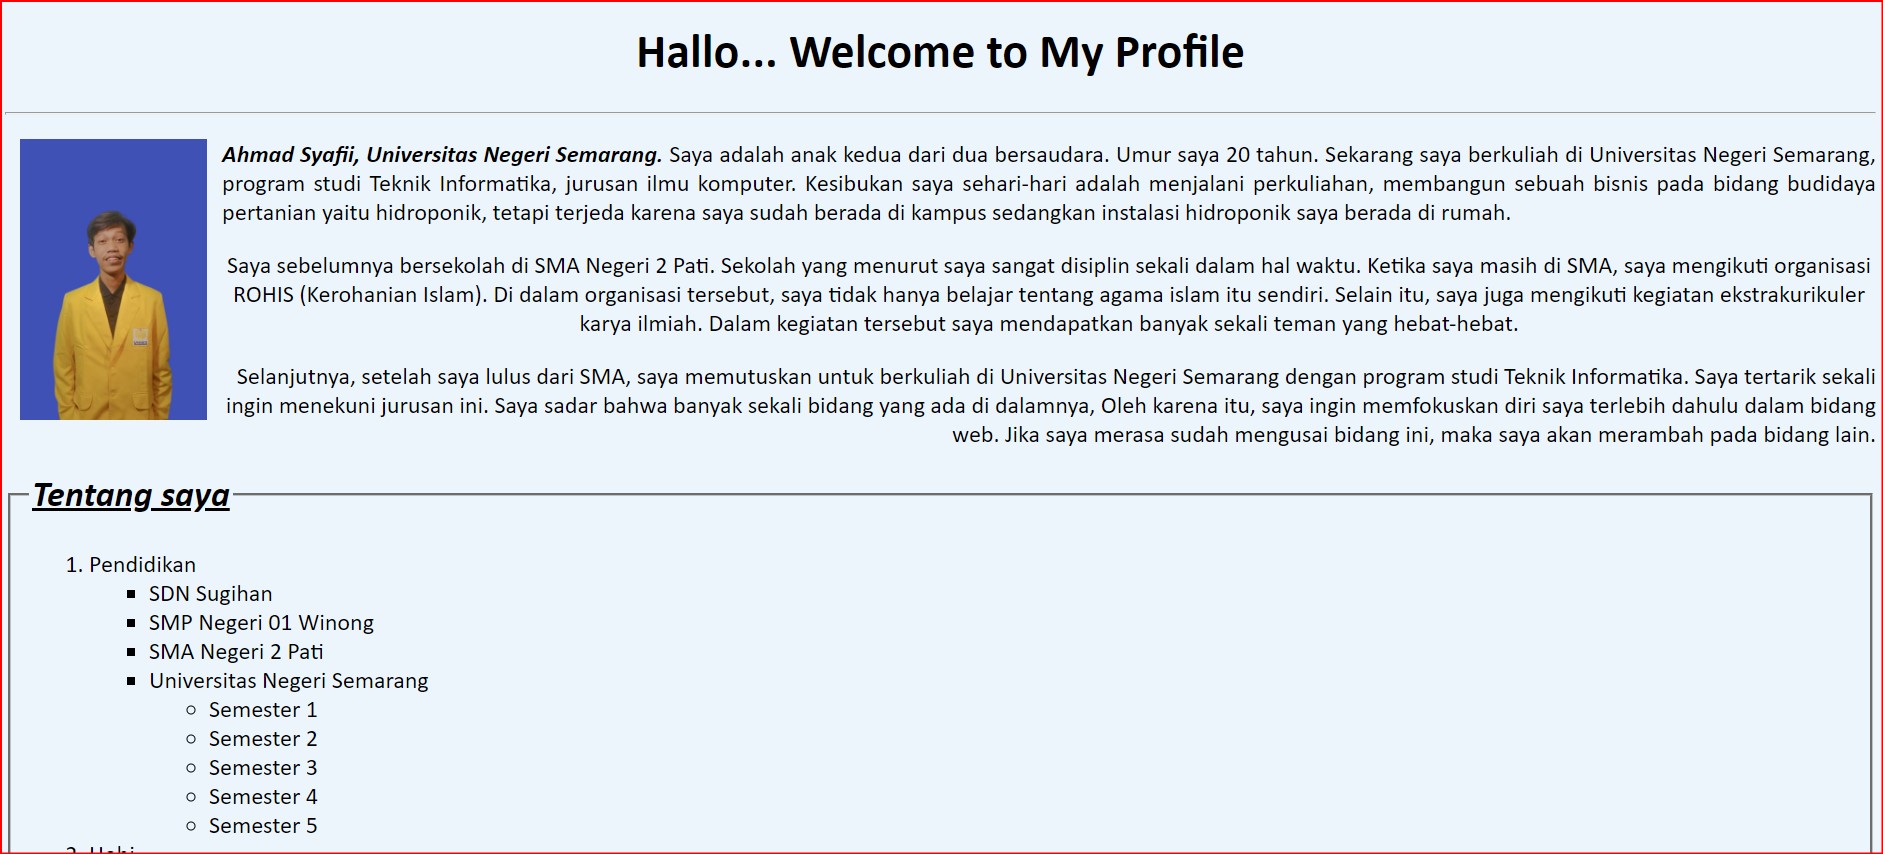 Hallo... Welcome to My Profile
Ahmad Syafii, Universitas Negeri Semarang. Saya adalah anak kedua dari dua bersaudara. Umur saya 20 tahun. Sekarang saya berkuliah di Universitas Negeri Semarang,
program studi Teknik Informatika, jurusan ilmu komputer. Kesibukan saya sehari-hari adalah menjalani perkuliahan, membangun sebuah bisnis pada bidang budidaya
pertanian yaitu hidroponik, tetapi terjeda karena saya sudah berada di kampus sedangkan instalasi hidroponik saya berada di rumah.
Saya sebelumnya bersekolah di SMA Negeri 2 Pati. Sekolah yang menurut saya sangat disiplin sekali dalam hal waktu. Ketika saya masih di SMA, saya mengikuti organisasi
ROHIS (Kerohanian Islam). Di dalam organisasi tersebut, saya tidak hanya belajar tentang agama islam itu sendiri. Selain itu, saya juga mengikuti kegiatan ekstrakurikuler
karya ilmiah. Dalam kegiatan tersebut saya mendapatkan banyak sekali teman yang hebat-hebat.
Selanjutnya, setelah saya lulus dari SMA, saya memutuskan untuk berkuliah di Universitas Negeri Semarang dengan program studi Teknik Informatika. Saya tertarik sekali
ingin menekuni jurusan ini. Saya sadar bahwa banyak sekali bidang yang ada di dalamnya, Oleh karena itu, saya ingin memfokuskan diri saya terlebih dahulu dalam bidang
web. Jika saya merasa sudah mengusai bidang ini, maka saya akan merambah pada bidang lain.
Tentang saya
1. Pendidikan
▪ SDN Sugihan
▪ SMP Negeri 01 Winong
▪ SMA Negeri 2 Pati
▪ Universitas Negeri Semarang
○ Semester 1
○ Semester 2
○ Semester 3
○ Semester 4
○ Semester 5